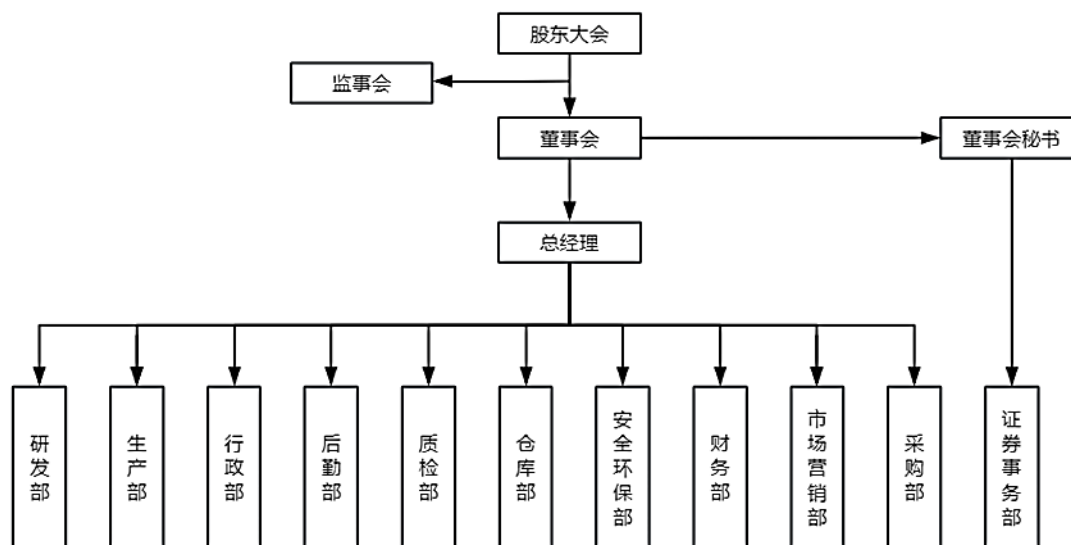 股东大会
监事会
董事会
董事会秘书
总经理
研发部
生产部
行政部
后勤部
质检部
仓库部
安全环保部
财务部
市场营销部
采购部
证券事务部